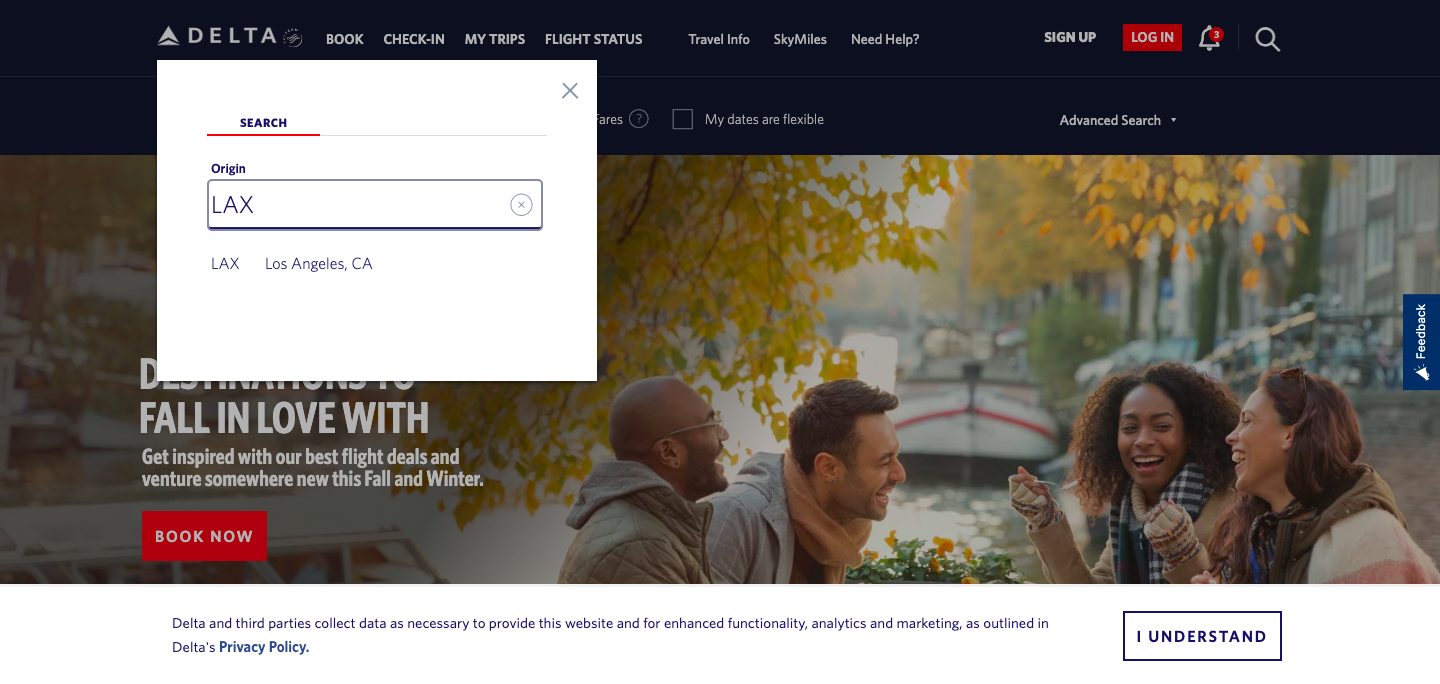 DELTA
BOOK CHECK-IN MY TRIPS FLIGHT STATUS Travel Info SkyMiles Need Help? SIGN UP LOG IN 3
Fares ? My dates are flexible Advanced Search
SEARCH
Origin
LAX
LAX Los Angeles, CA
DESTINATIONS TO
FALL IN LOVE WITH
Get inspired with our best flight deals and
venture somewhere new this Fall and Winter.
BOOK NOW
Feedback
Delta and third parties collect data as necessary to provide this website and for enhanced functionality, analytics and marketing, as outlined in
Delta's Privacy Policy.
I UNDERSTAND